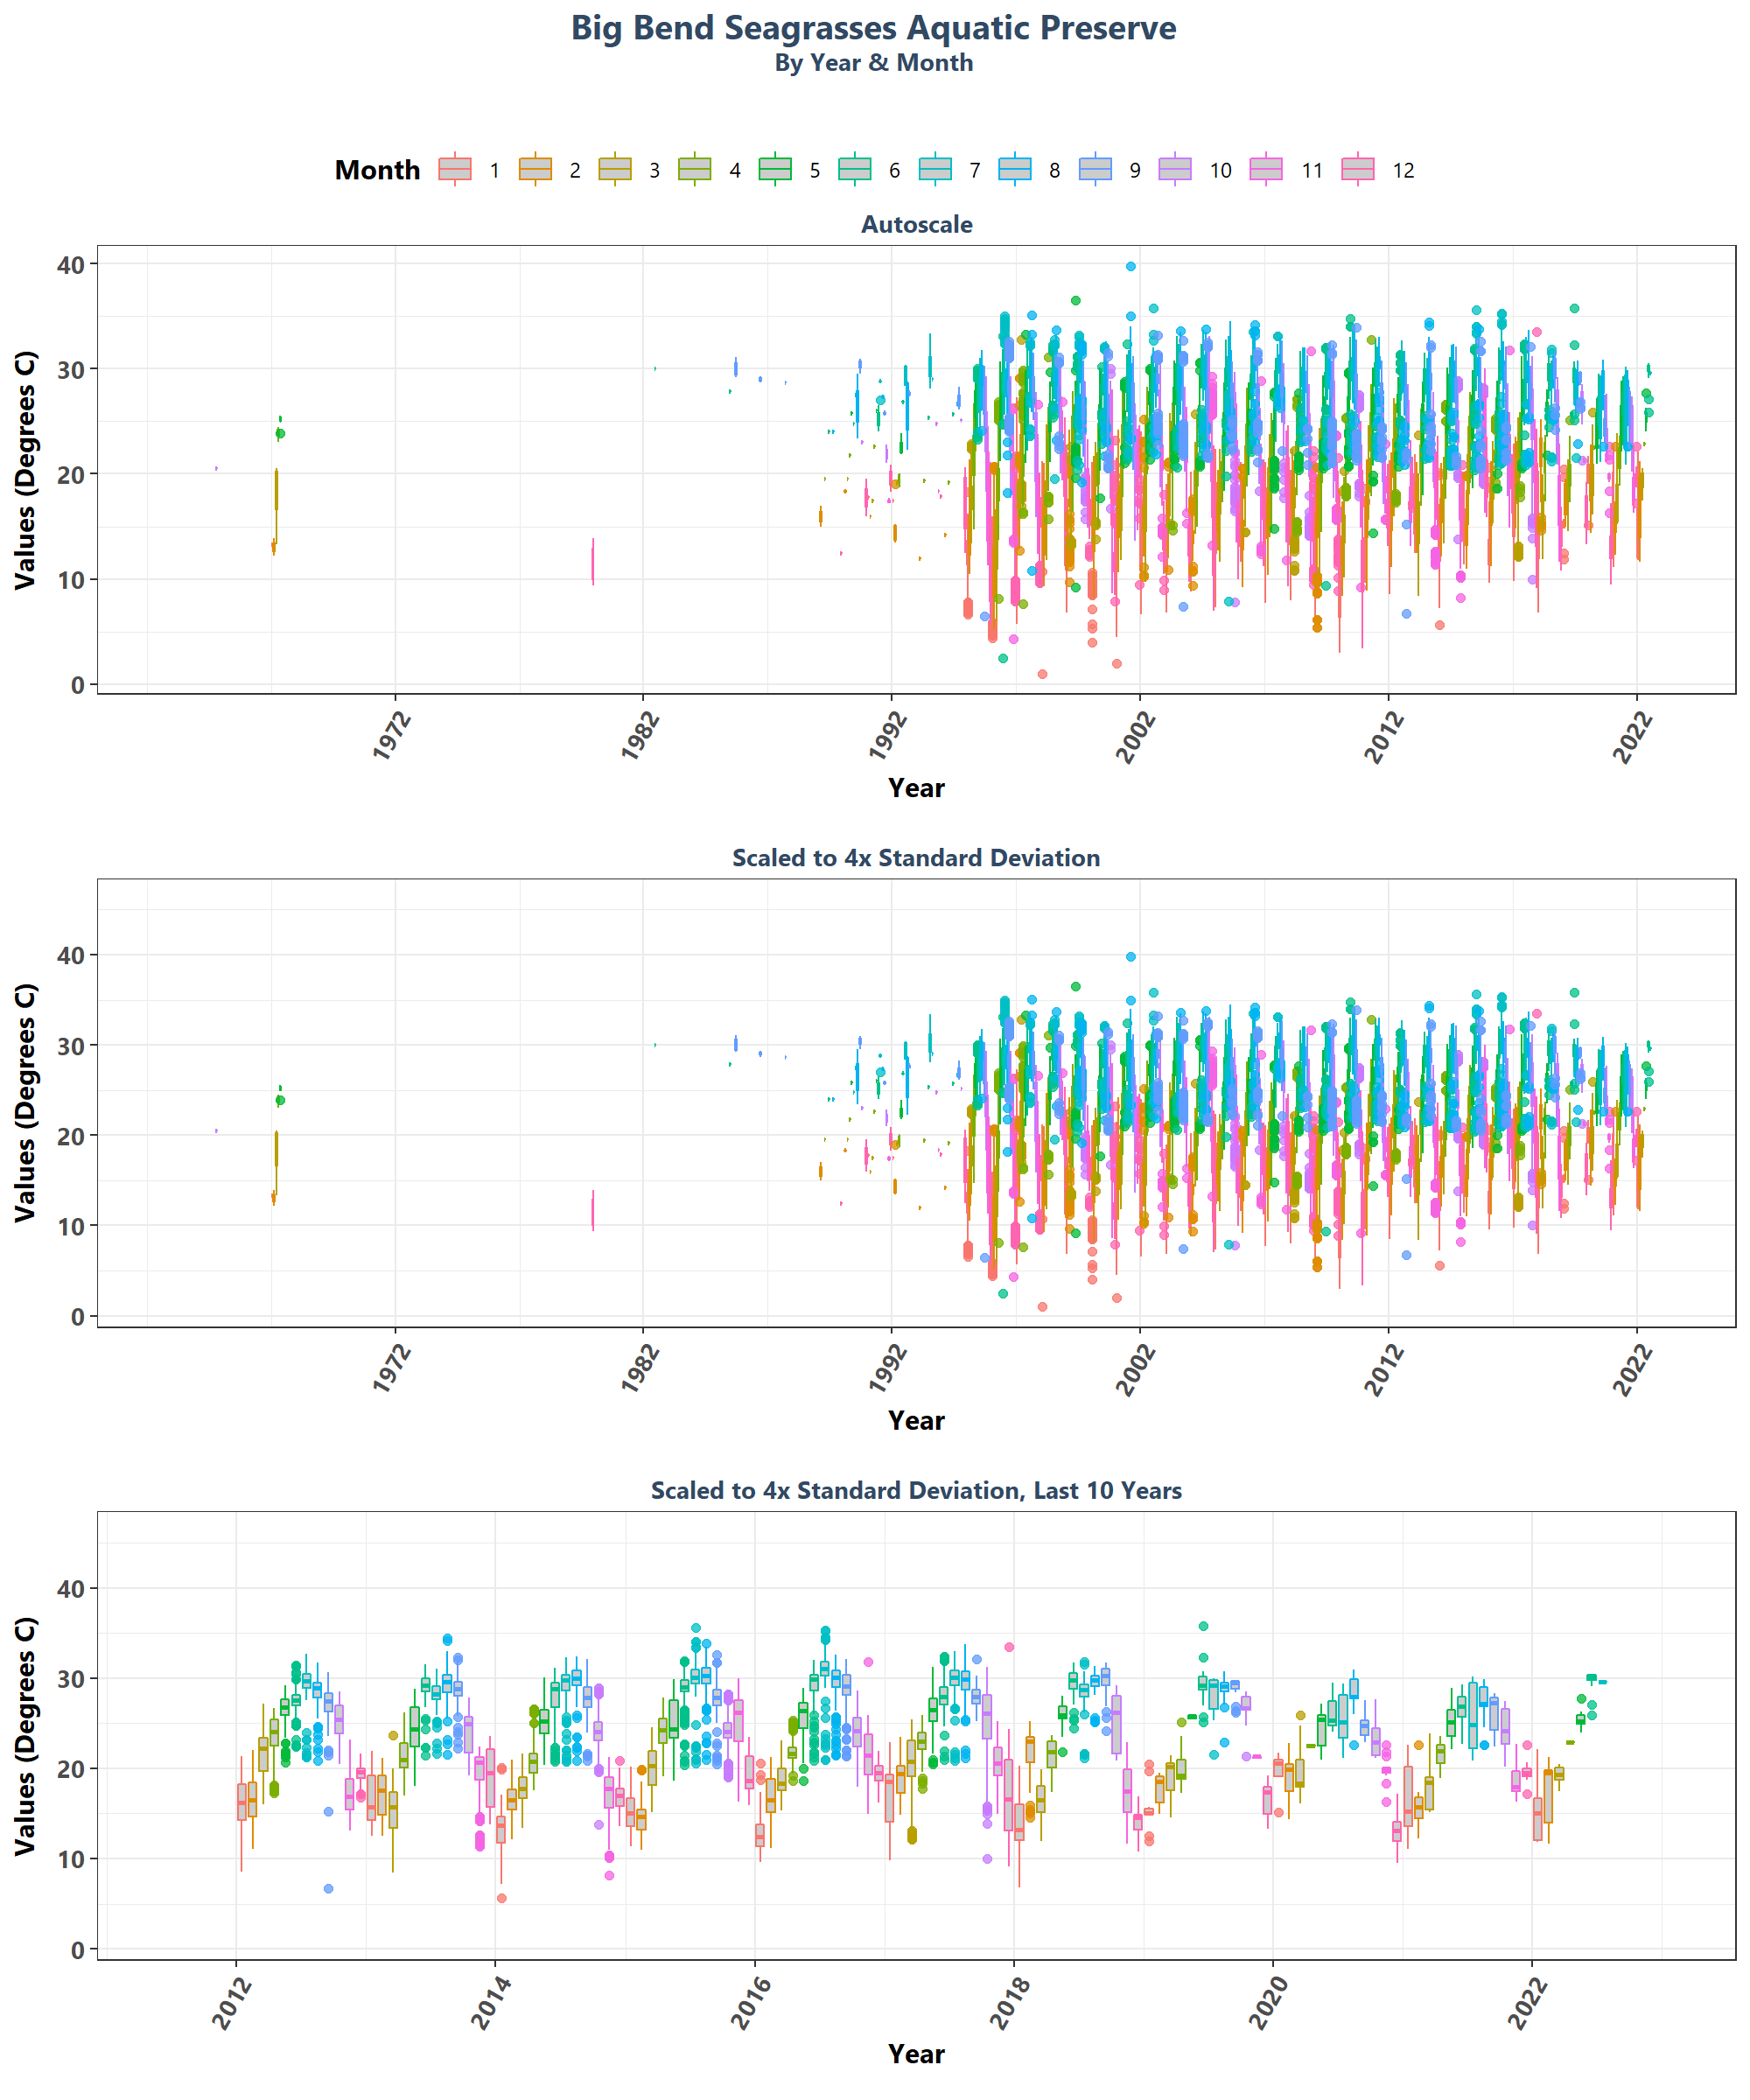 Big Bend Seagrasses Aquatic Preserve
By Year & Month
Month 1 2 3 4 5 6 7 8 9 10 11 12
Autoscale
Values (Degrees C)
40
30
20
10
0
1972 1982 1992 2002 2012 2022
Year
Scaled to 4x Standard Deviation
Values (Degrees C)
40
30
20
10
0
1972 1982 1992 2002 2012 2022
Year
Scaled to 4x Standard Deviation, Last 10 Years
Values (Degrees C)
40
30
20
10
0
2012 2014 2016 2018 2020 2022
Year